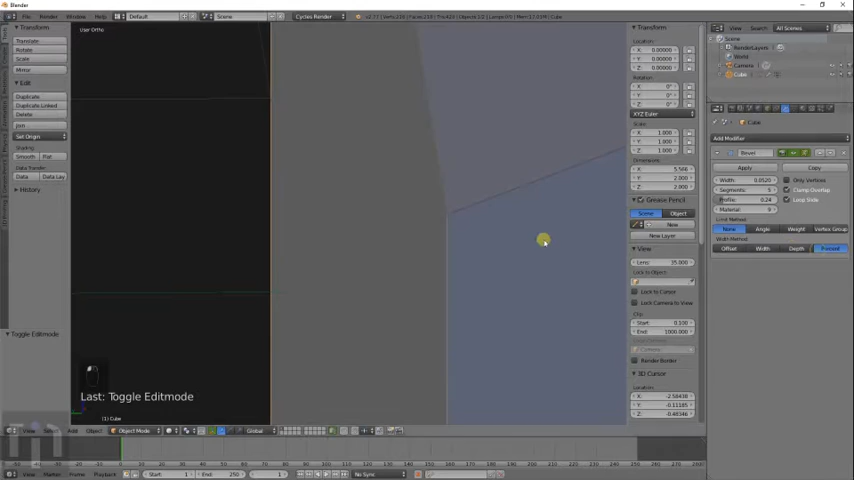 Blender
File Render Window Help
Default
Scene
Cycles Render
User Ortho
Transform
Translate
Rotate
Scale
Mirror
Edit
Duplicate
Duplicate Linked
Delete
Join
Set Origin
Shading:
Smooth Flat
Data Transfer:
Data Data Lay
History
Toggle Editmode
Last: Toggle Editmode
(1) Cube
Transform
Location:
X: 0.00000
Y: 0.00000
Z: 0.00000
Rotation:
X: 0°
Y: 0°
Z: 0°
XYZ Euler
Scale:
X: 1.000
Y: 1.000
Z: 1.000
Dimensions:
X: 5.566
Y: 2.000
Z: 2.000
Grease Pencil
Scene Object
New
New Layer
View
Lens: 35.000
Lock to Object:
Lock to Cursor
Lock Camera to View
Clip:
Start: 0.100
End: 1000.000
Render Border
3D Cursor
Location:
X: -2.58438
Y: -0.11185
Z: -0.48346
View Search All Scenes
Scene
RenderLayers
World
Camera
Cube
Cube
Add Modifier
Bevel
Apply Copy
Width: 0.0520
Segments: 5
Profile: 0.24
Material: 9
Only Vertices
Clamp Overlap
Loop Slide
Limit Method:
None Angle Weight Vertex Group
Width Method:
Offset Width Depth Percent
View Select Add Object
Object Mode
Global
View Marker Frame Playback
Start: 1
End: 250
1
No Sync